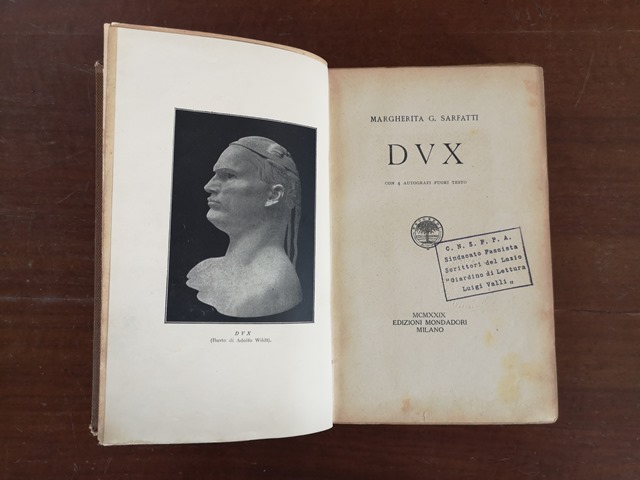 DVX
(Busto di Adolfo Wildt).
MARGHERITA G. SARFATTI
DVX
CON 5 AUTOGRAFI FUORI TESTO
C. N. S. F. P. A.
Sindacato Fascista
Scrittori del Lazio
"Giardino di Lettura
Luigi Valli „
MCMXXIX
EDIZIONI MONDADORI
MILANO